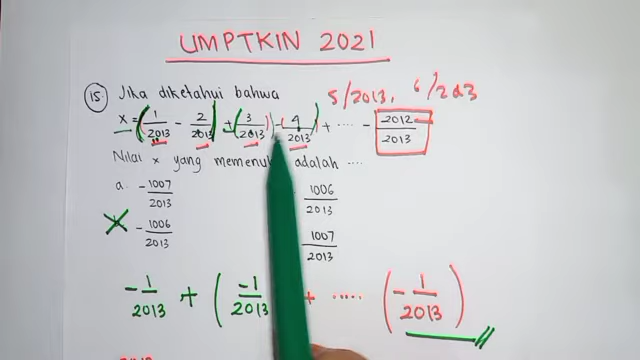 UMPTKIN 2021
15. Jika diketahui bahwa 5/2013, 6/2013
x = (1/2013 - 2/2013) + (3/2013) - (4/2013) + .... - 2012/2013
Nilai x yang memenuhi adalah ....
a. -1007/2013 1006/2013
-1006/2013 1007/2013
-1/2013 + (-1/2013 + ..... (-1/2013)